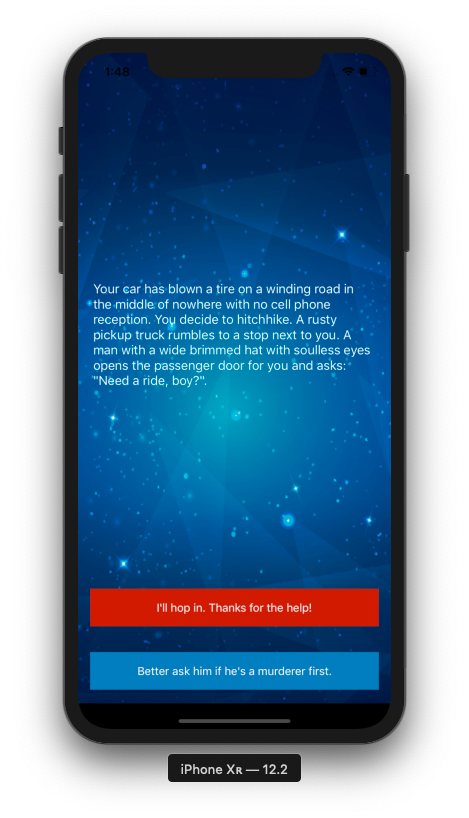 1:48
Your car has blown a tire on a winding road in
the middle of nowhere with no cell phone
reception. You decide to hitchhike. A rusty
pickup truck rumbles to a stop next to you. A
man with a wide brimmed hat with soulless eyes
opens the passenger door for you and asks:
"Need a ride, boy?".
I'll hop in. Thanks for the help!
Better ask him if he's a murderer first.
iPhone Xʀ — 12.2